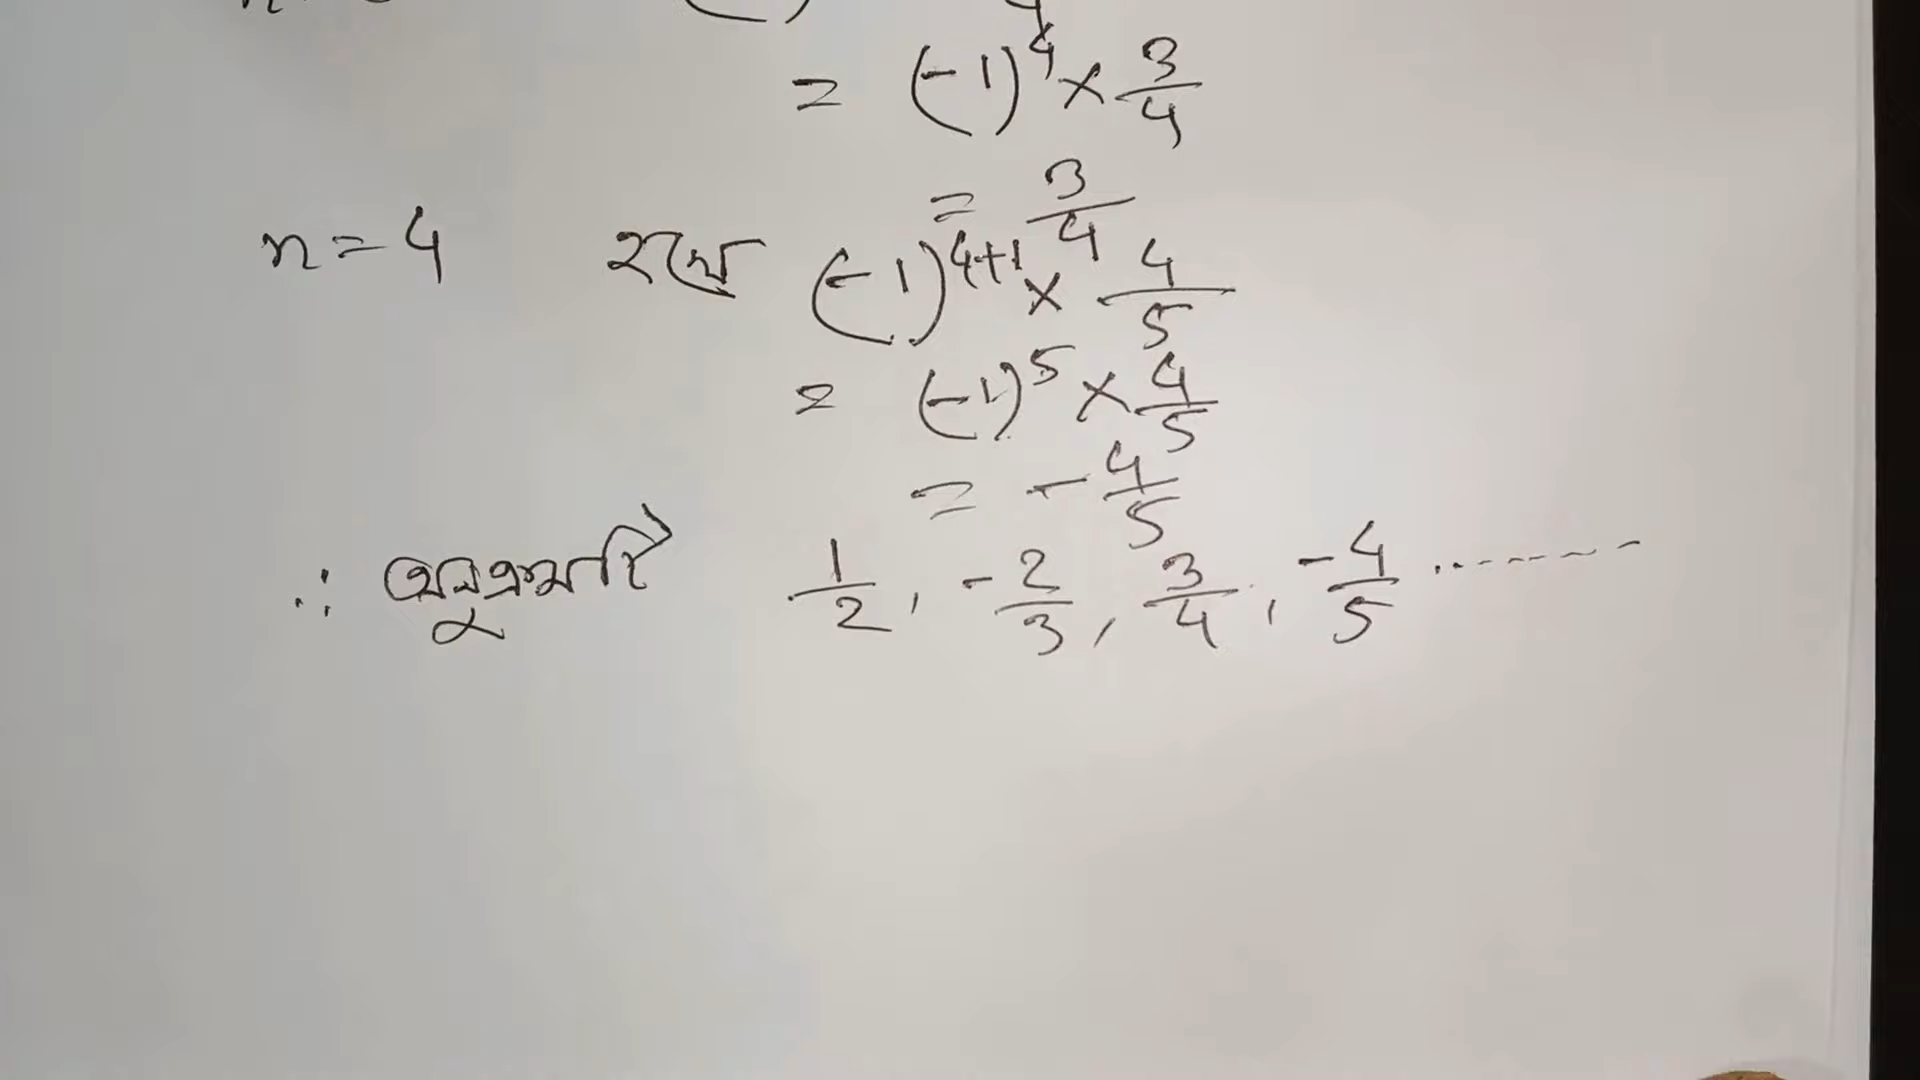 = (-1)^4 × 3/4
= 3/4
n = 4 হলে (-1)^{4+1} × 4/5
= (-1)^5 × 4/5
= - 4/5
∴ অনুক্রমটি 1/2, -2/3, 3/4, -4/5 .......